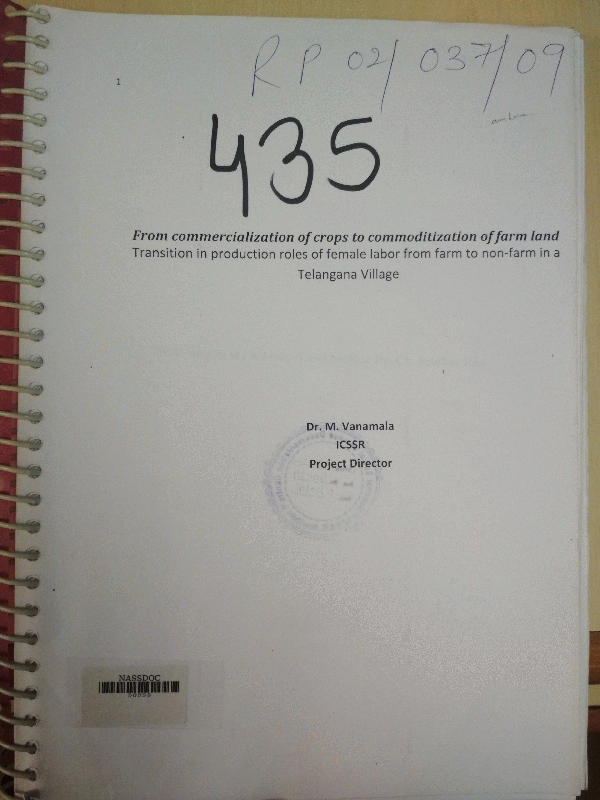 RP 02/037/09
1
435
From commercialization of crops to commoditization of farm land
Transition in production roles of female labor from farm to non-farm in a
Telangana Village
Dr. M. Vanamala
ICSSR
Project Director
NASSDOC